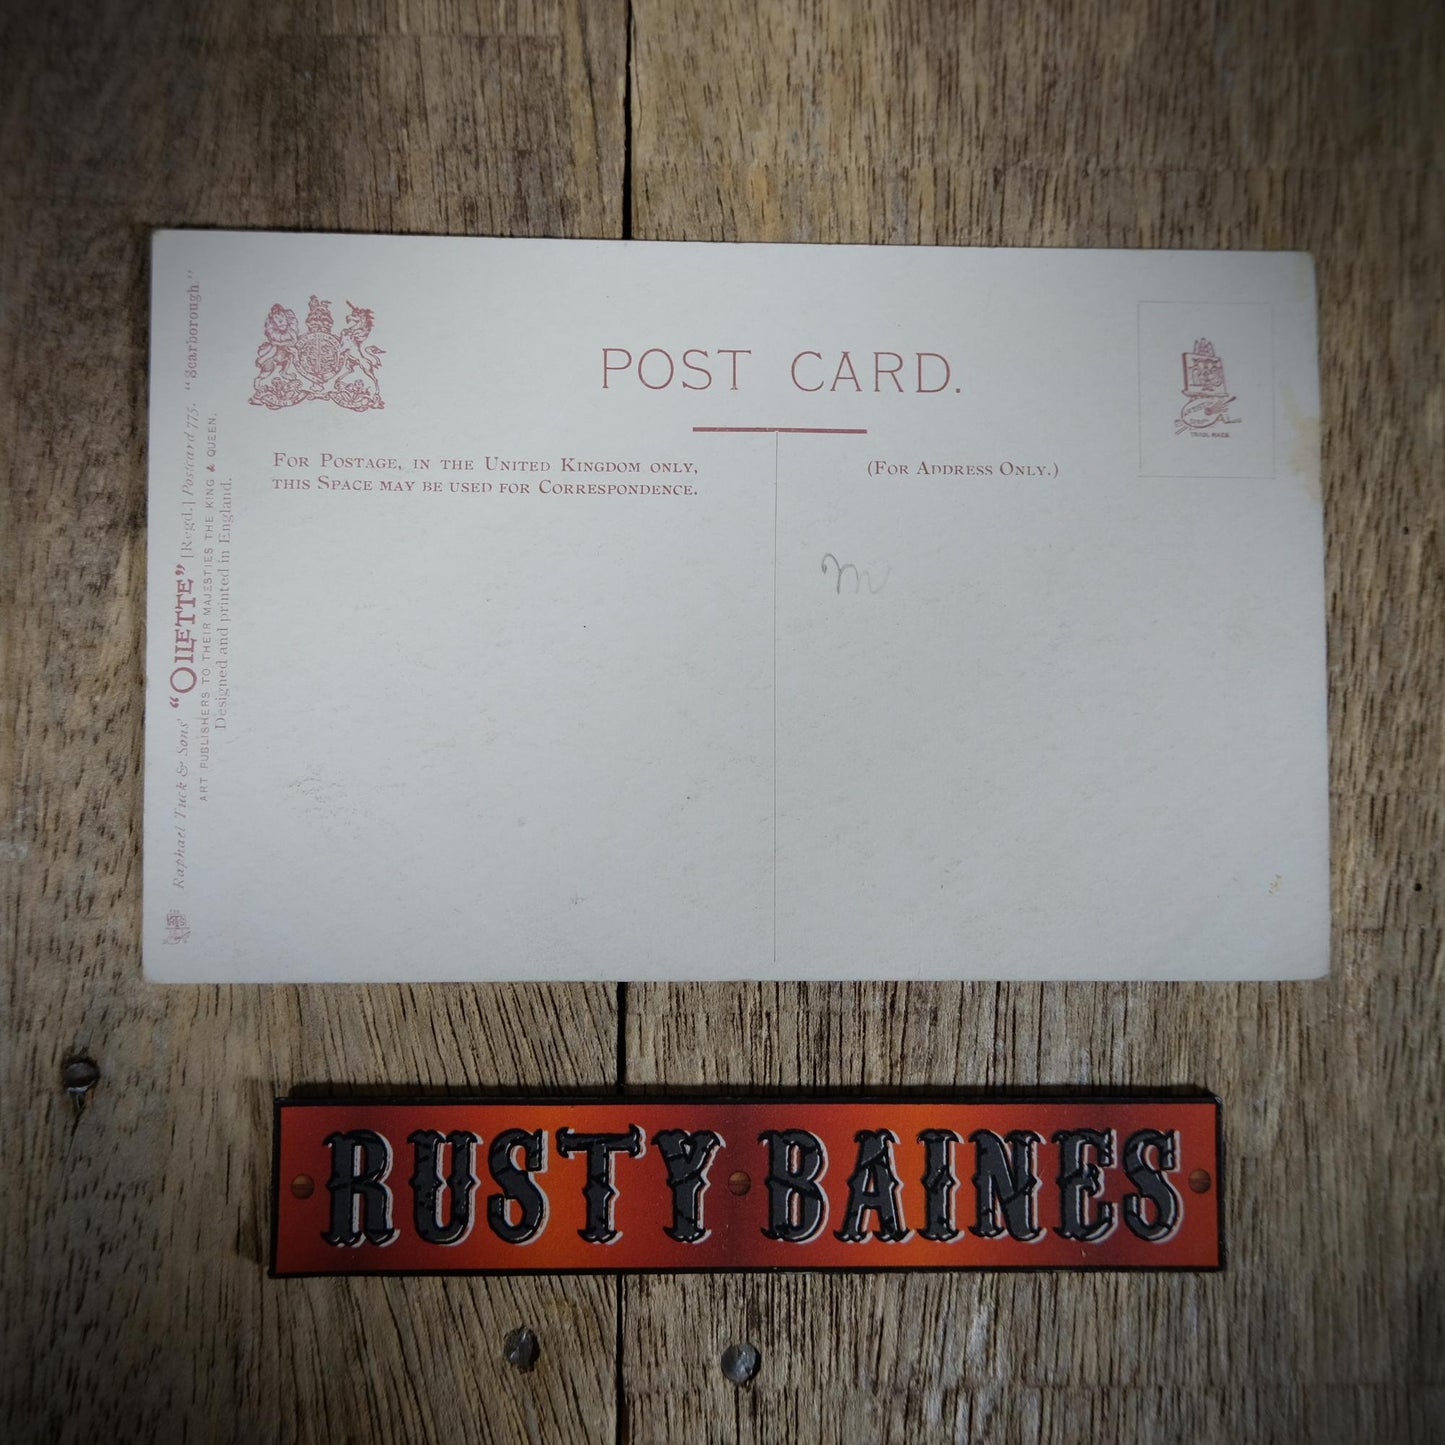 POST CARD.
FOR POSTAGE, IN THE UNITED KINGDOM ONLY,
THIS SPACE MAY BE USED FOR CORRESPONDENCE.
(FOR ADDRESS ONLY.)
TRADE MARK
m
Raphael Tuck & Sons' "OILETTE" [Regd.] Postcard 775. "Scarborough."
ART PUBLISHERS TO THEIR MAJESTIES THE KING & QUEEN.
Designed and printed in England.
RUSTY BAINES